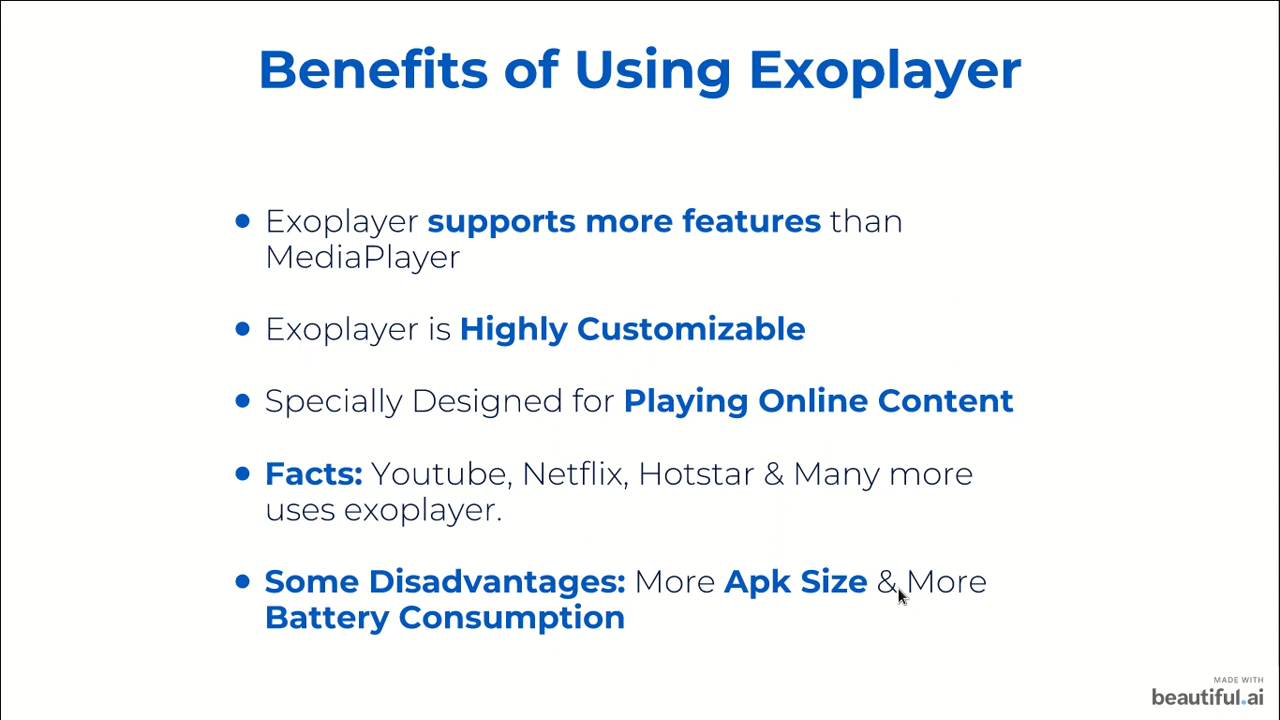 Benefits of Using Exoplayer
● Exoplayer supports more features than
MediaPlayer
● Exoplayer is Highly Customizable
● Specially Designed for Playing Online Content
● Facts: Youtube, Netflix, Hotstar & Many more
uses exoplayer.
● Some Disadvantages: More Apk Size & More
Battery Consumption
MADE WITH
beautiful.ai